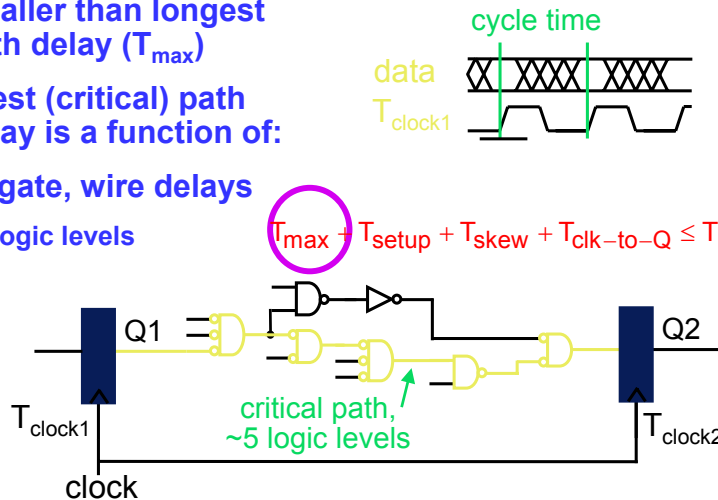 aller than longest
th delay (Tmax)
est (critical) path
ay is a function of:
gate, wire delays
ogic levels
cycle time
data
Tclock1
Tmax + Tsetup + Tskew + Tclk–to–Q ≤ T
Q1
Q2
Tclock1
critical path,
~5 logic levels
Tclock2
clock